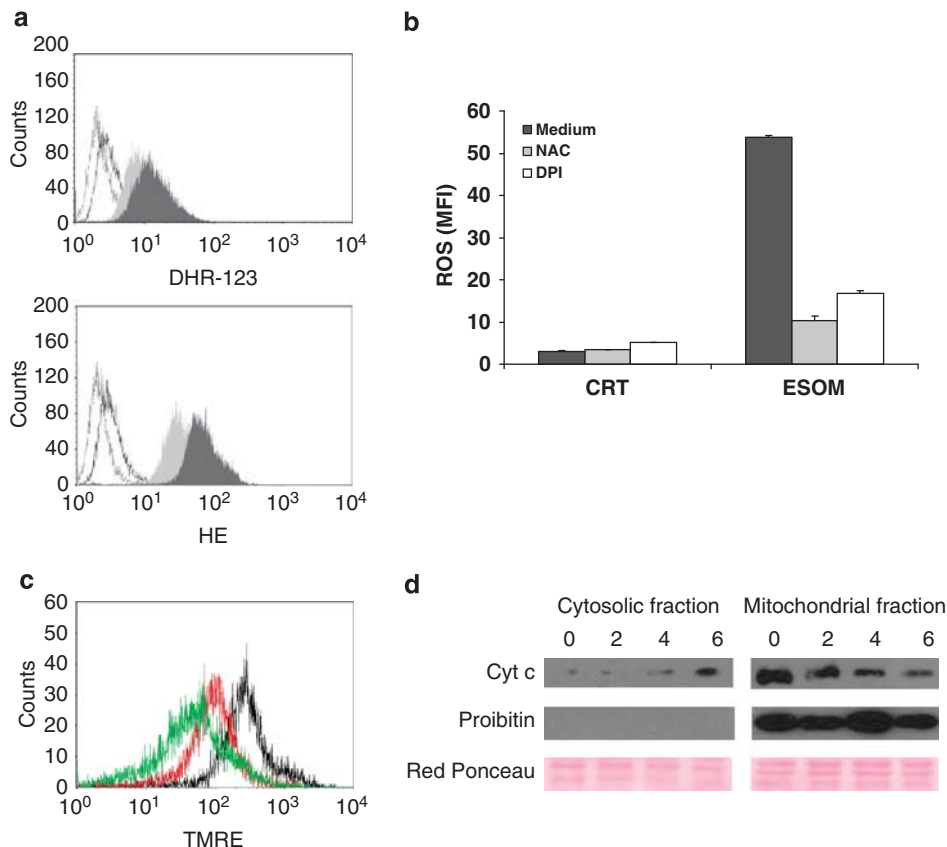 a
200
160
120
80
40
0
Counts
10^0 10^1 10^2 10^3 10^4
DHR-123
200
160
120
80
40
0
Counts
10^0 10^1 10^2 10^3 10^4
HE
b
60
50
40
30
20
10
0
ROS (MFI)
Medium
NAC
DPI
CRT ESOM
c
60
50
40
30
20
10
0
Counts
10^0 10^1 10^2 10^3 10^4
TMRE
d
Cytosolic fraction Mitochondrial fraction
0 2 4 6 0 2 4 6
Cyt c
Proibitin
Red Ponceau